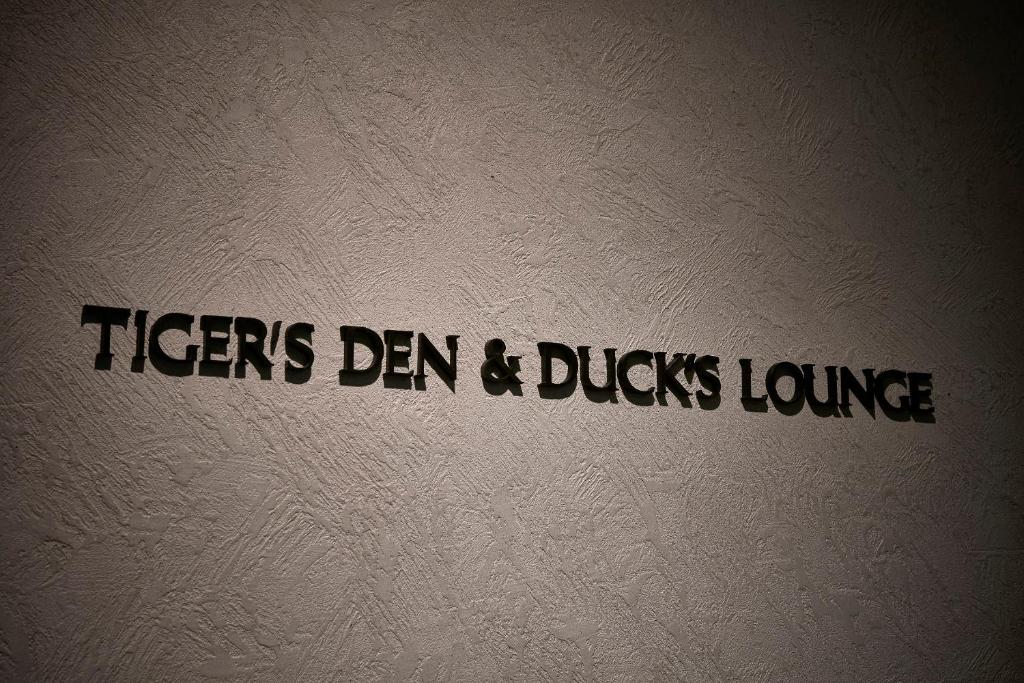 TIGER'S DEN & DUCK'S LOUNGE